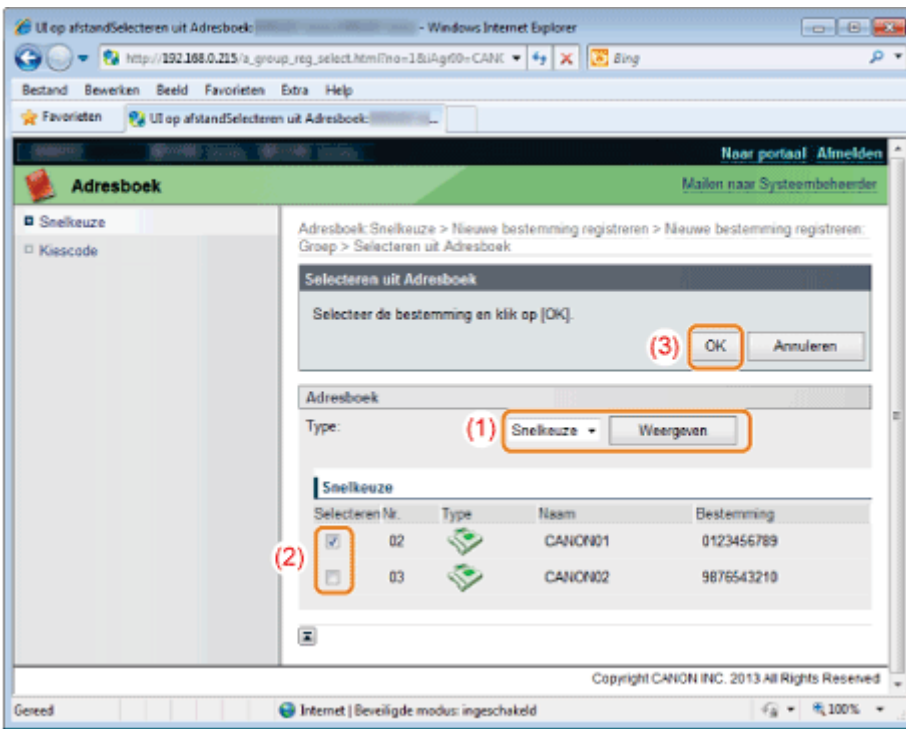 UI op afstandSelecteren uit Adresboek: - Windows Internet Explorer
http://192.168.0.215/a_group_reg_select.html?no=1&iAgr00=CANC
Bing
Bestand Bewerken Beeld Favorieten Extra Help
Favorieten UI op afstandSelecteren uit Adresboek:
Naar portaal Afmelden
Adresboek
Mailen naar Systeembeheerder
Snelkeuze
Kiescode
Adresboek: Snelkeuze > Nieuwe bestemming registreren > Nieuwe bestemming registreren:
Groep > Selecteren uit Adresboek
Selecteren uit Adresboek
Selecteer de bestemming en klik op [OK].
(3) OK Annuleren
Adresboek
Type: (1) Snelkeuze Weergeven
Snelkeuze
Selecteren Nr. Type Naam Bestemming
(2)
02 CANON01 0123456789
03 CANON02 9876543210
Copyright CANON INC. 2013 All Rights Reserved
Gereed Internet | Beveiligde modus: ingeschakeld 100%